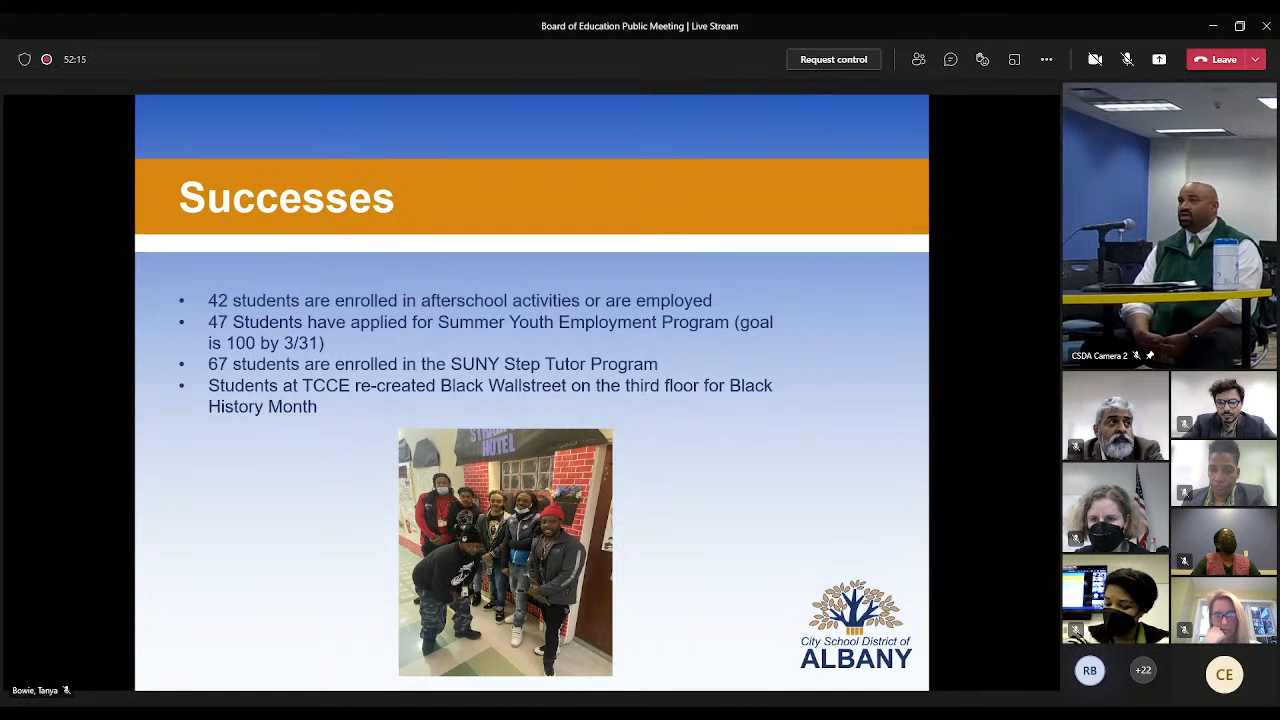 Board of Education Public Meeting | Live Stream
52:15
Request control
Leave
Successes
• 42 students are enrolled in afterschool activities or are employed
• 47 Students have applied for Summer Youth Employment Program (goal
is 100 by 3/31)
• 67 students are enrolled in the SUNY Step Tutor Program
• Students at TCCE re-created Black Wallstreet on the third floor for Black
History Month
HOTEL
City School District of
ALBANY
CSDA Camera 2
RB
+22
CE
Bowie, Tanya